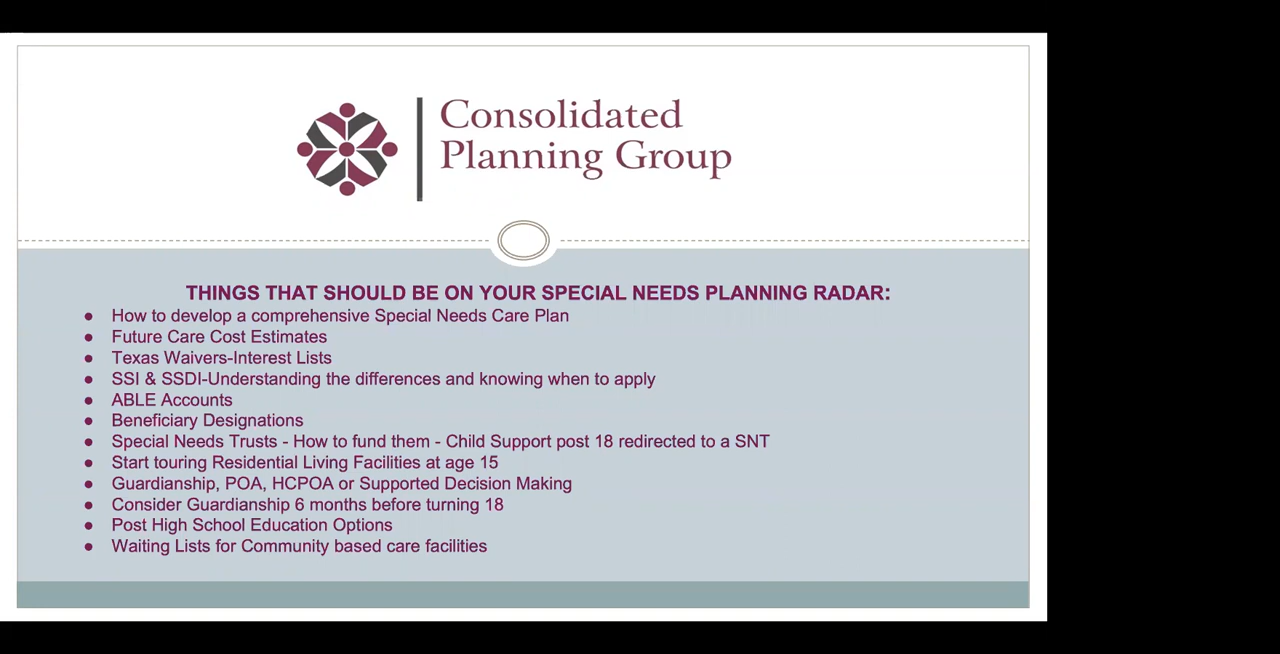 Consolidated
Planning Group
THINGS THAT SHOULD BE ON YOUR SPECIAL NEEDS PLANNING RADAR:
● How to develop a comprehensive Special Needs Care Plan
● Future Care Cost Estimates
● Texas Waivers-Interest Lists
● SSI & SSDI-Understanding the differences and knowing when to apply
● ABLE Accounts
● Beneficiary Designations
● Special Needs Trusts - How to fund them - Child Support post 18 redirected to a SNT
● Start touring Residential Living Facilities at age 15
● Guardianship, POA, HCPOA or Supported Decision Making
● Consider Guardianship 6 months before turning 18
● Post High School Education Options
● Waiting Lists for Community based care facilities